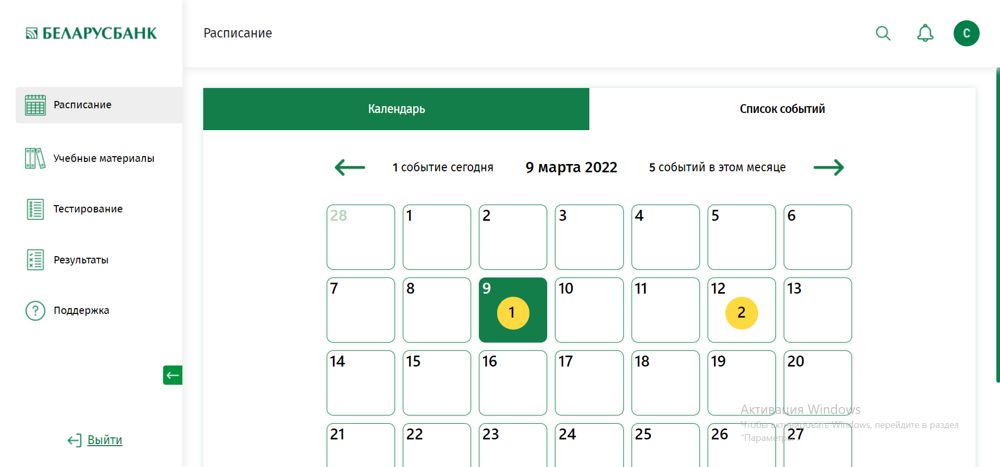 БЕЛАРУСБАНК
Расписание
С
Расписание
Учебные материалы
Тестирование
Результаты
? Поддержка
Выйти
Календарь
Список событий
1 событие сегодня
9 марта 2022
5 событий в этом месяце
28 1 2 3 4 5 6
7 8 9 10 11 12 13
1 2
14 15 16 17 18 19 20
21 22 23 24 25 26 27
Активация Windows
Чтобы активировать Windows, перейдите в раздел
"Параметры".